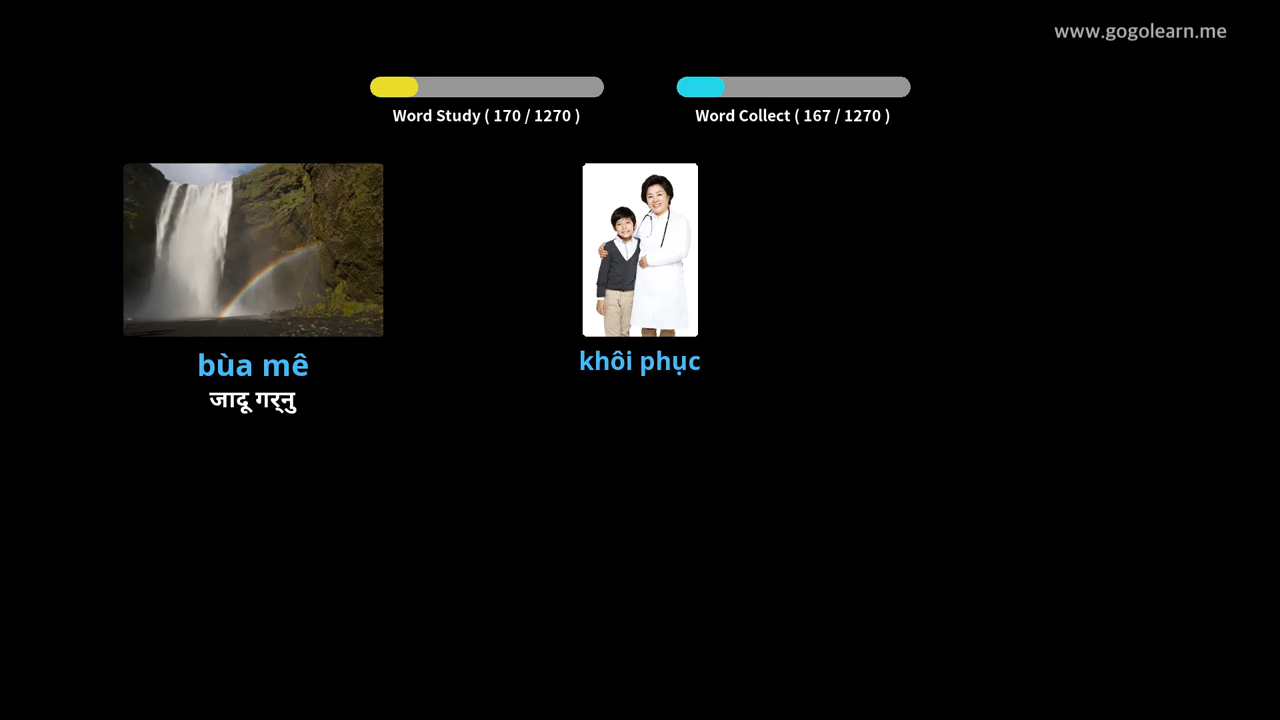 www.gogolearn.me
Word Study ( 170 / 1270 )
Word Collect ( 167 / 1270 )
bùa mê
जादू गर्नु
khôi phục